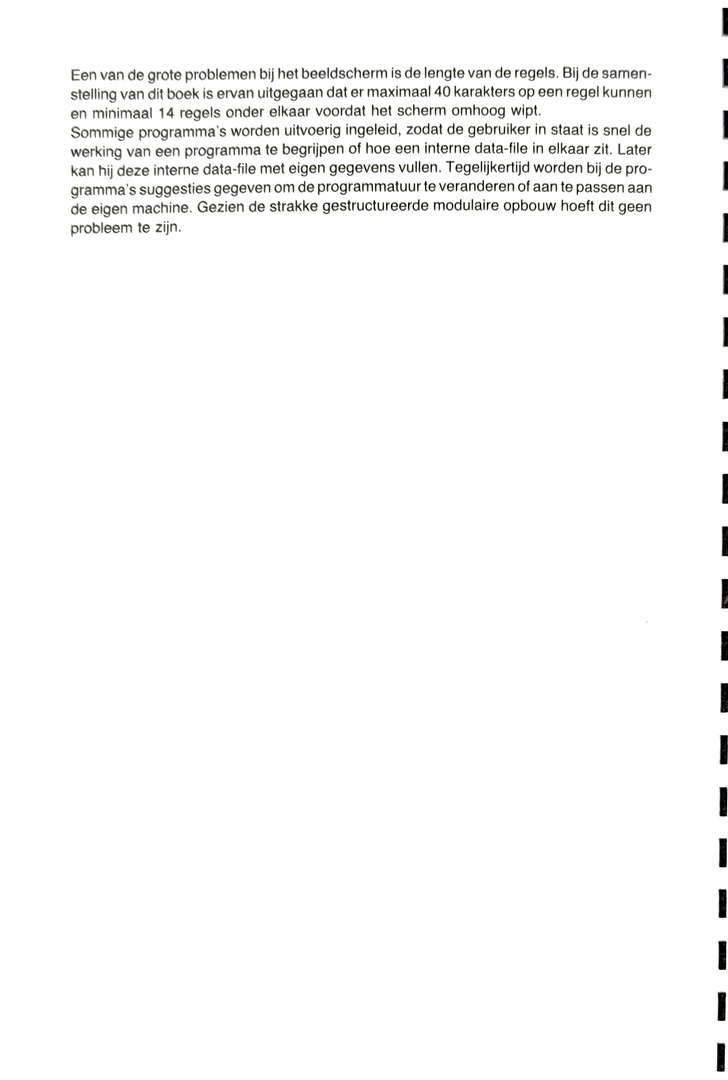 Een van de grote problemen bij het beeldscherm is de lengte van de regels. Bij de samen-
stelling van dit boek is ervan uitgegaan dat er maximaal 40 karakters op een regel kunnen
en minimaal 14 regels onder elkaar voordat het scherm omhoog wipt.
Sommige programma's worden uitvoerig ingeleid, zodat de gebruiker in staat is snel de
werking van een programma te begrijpen of hoe een interne data-file in elkaar zit. Later
kan hij deze interne data-file met eigen gegevens vullen. Tegelijkertijd worden bij de pro-
gramma's suggesties gegeven om de programmatuur te veranderen of aan te passen aan
de eigen machine. Gezien de strakke gestructureerde modulaire opbouw hoeft dit geen
probleem te zijn.